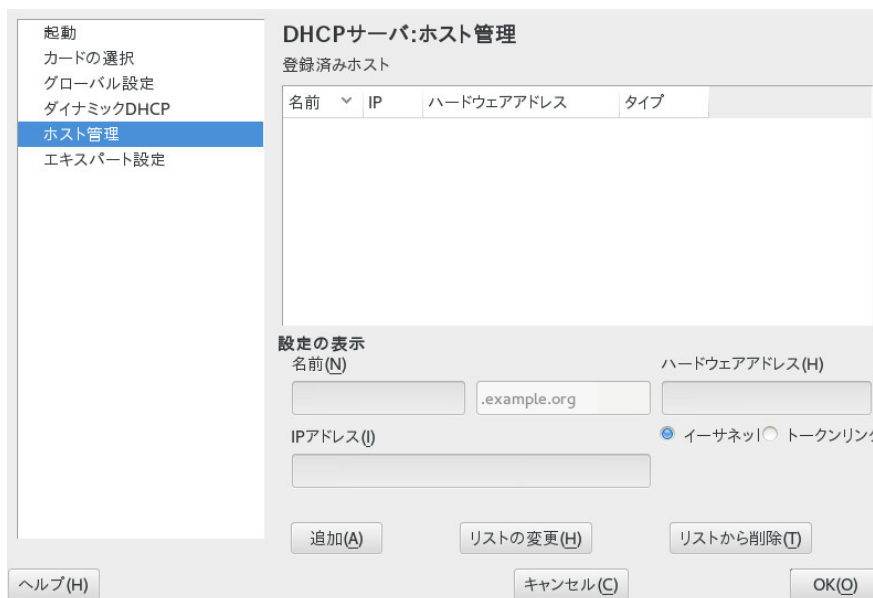 起動
カードの選択
グローバル設定
ダイナミックDHCP
ホスト管理
エキスパート設定
DHCPサーバ:ホスト管理
登録済みホスト
名前 IP ハードウェアアドレス タイプ
設定の表示
名前(N) ハードウェアアドレス(H)
.example.org
IPアドレス(I) イーサネッ トークンリン
追加(A) リストの変更(H) リストから削除(T)
ヘルプ(H) キャンセル(C) OK(O)